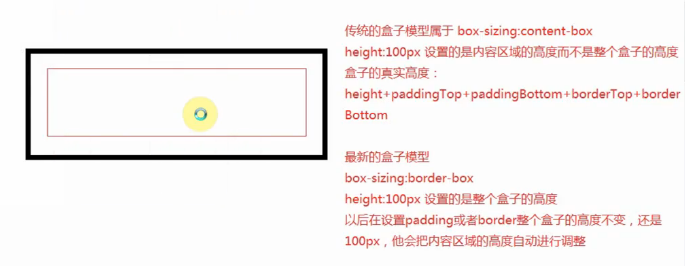 传统的盒子模型属于 box-sizing:content-box
height:100px 设置的是内容区域的高度而不是整个盒子的高度
盒子的真实高度：
height+paddingTop+paddingBottom+borderTop+border
Bottom
最新的盒子模型
box-sizing:border-box
height:100px 设置的是整个盒子的高度
以后在设置padding或者border整个盒子的高度不变，还是
100px，他会把内容区域的高度自动进行调整